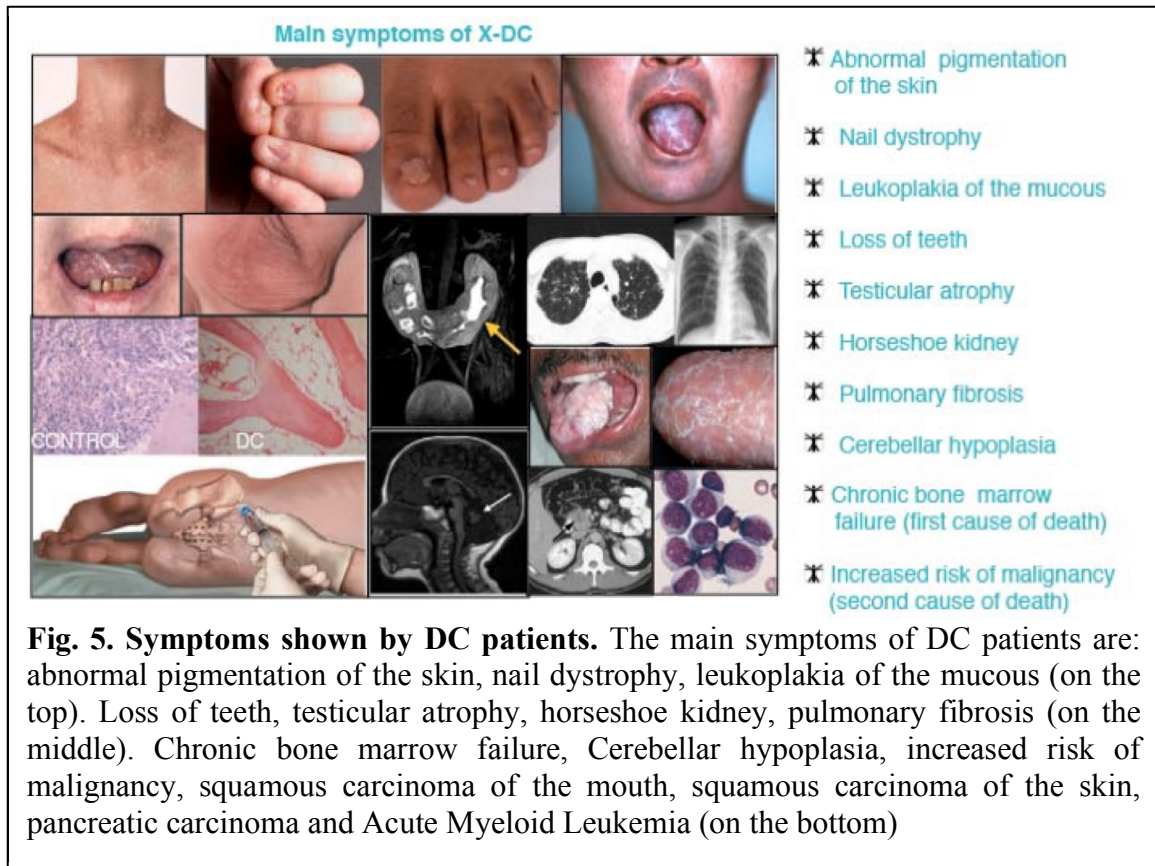 Main symptoms of X-DC
Abnormal pigmentation
of the skin
Nail dystrophy
Leukoplakia of the mucous
Loss of teeth
Testicular atrophy
Horseshoe kidney
Pulmonary fibrosis
Cerebellar hypoplasia
Chronic bone marrow
failure (first cause of death)
Increased risk of malignancy
(second cause of death)
CONTROL
DC
Fig. 5. Symptoms shown by DC patients. The main symptoms of DC patients are:
abnormal pigmentation of the skin, nail dystrophy, leukoplakia of the mucous (on the
top). Loss of teeth, testicular atrophy, horseshoe kidney, pulmonary fibrosis (on the
middle). Chronic bone marrow failure, Cerebellar hypoplasia, increased risk of
malignancy, squamous carcinoma of the mouth, squamous carcinoma of the skin,
pancreatic carcinoma and Acute Myeloid Leukemia (on the bottom)